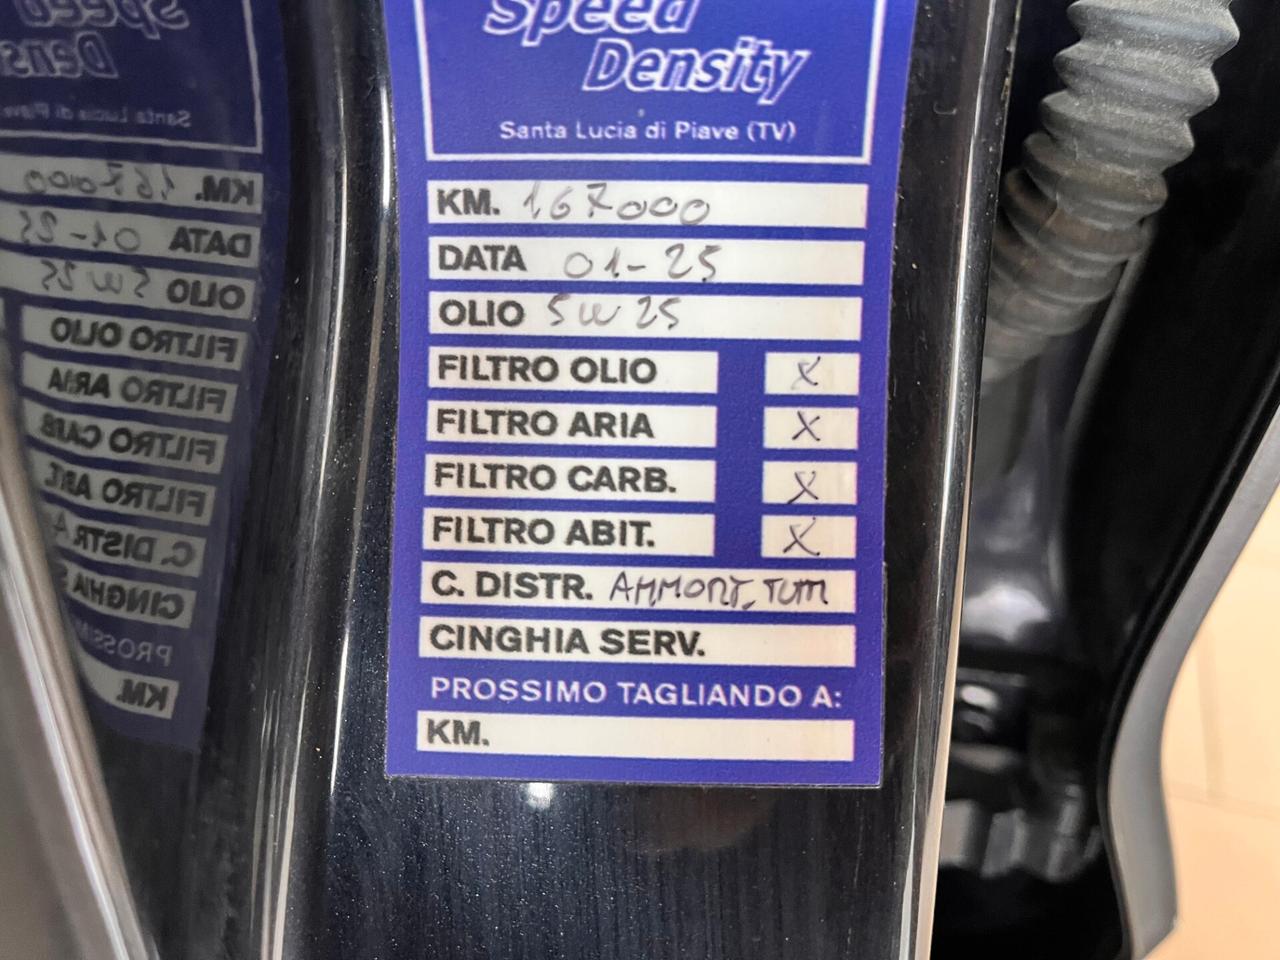 Speed
Density
Santa Lucia di Piave (TV)
KM. 167000
DATA 01-25
OLIO 5W25
FILTRO OLIO X
FILTRO ARIA X
FILTRO CARB. X
FILTRO ABIT. X
C. DISTR. AMMORT.
CINGHIA SERV.
PROSSIMO TAGLIANDO A:
KM.